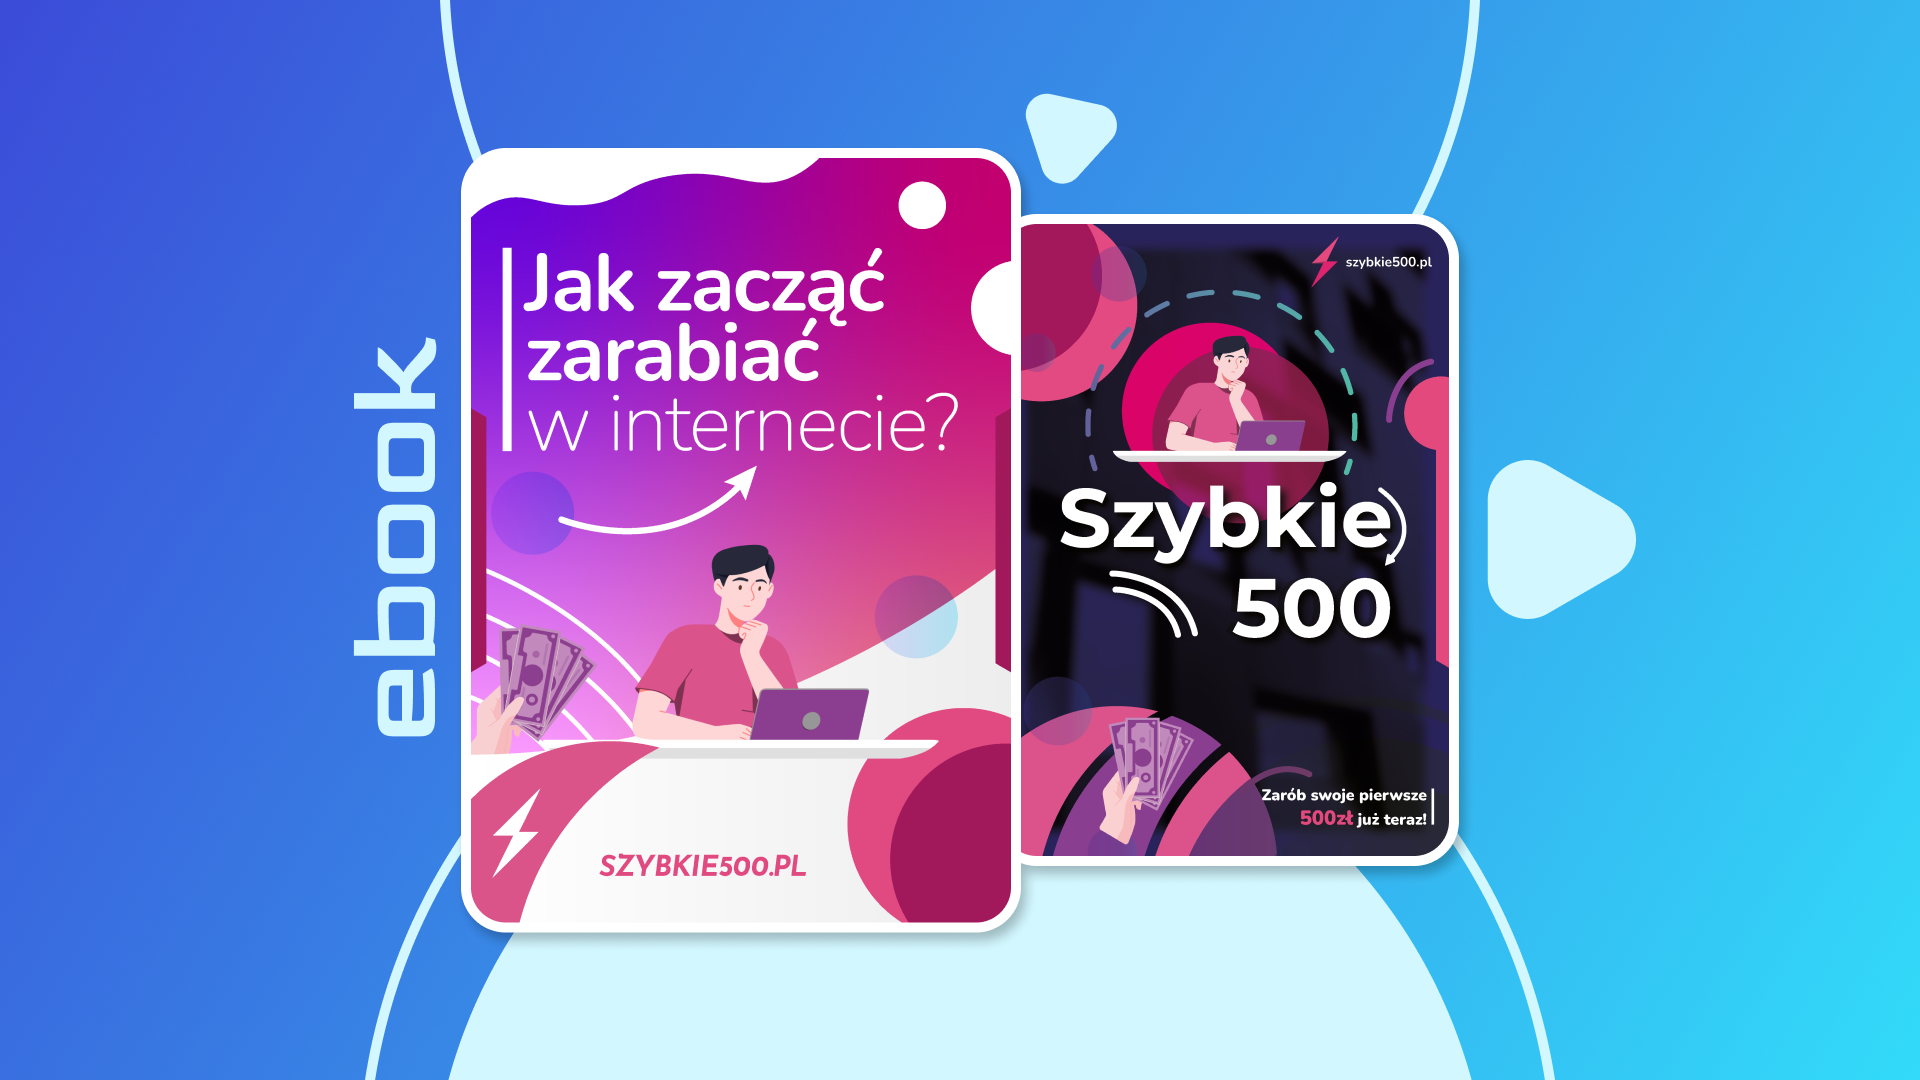 ebook
Jak zacząć
zarabiać
w internecie?
SZYBKIE500.PL
szybkie500.pl
Szybkie
500
Zarób swoje pierwsze
500zł już teraz!